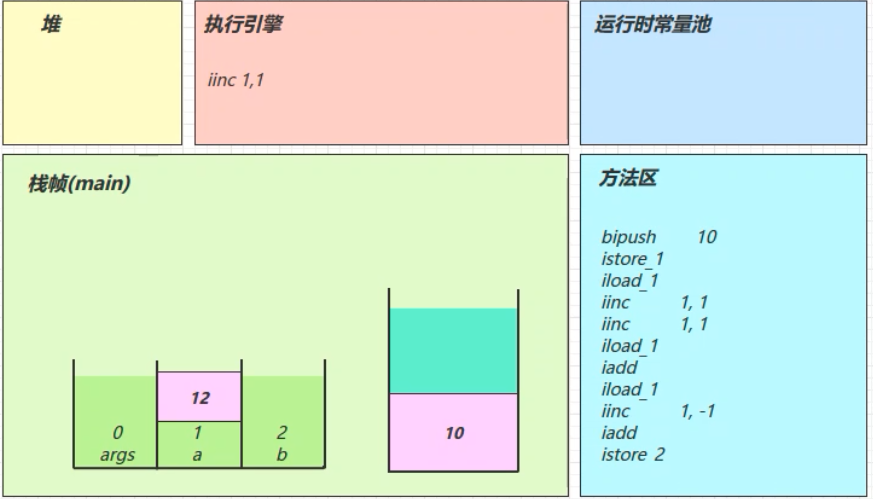 堆
执行引擎
iinc 1,1
运行时常量池
栈帧(main)
12
0 1 2
args a b
10
方法区
bipush 10
istore_1
iload_1
iinc 1, 1
iinc 1, 1
iload_1
iadd
iload_1
iinc 1, -1
iadd
istore 2